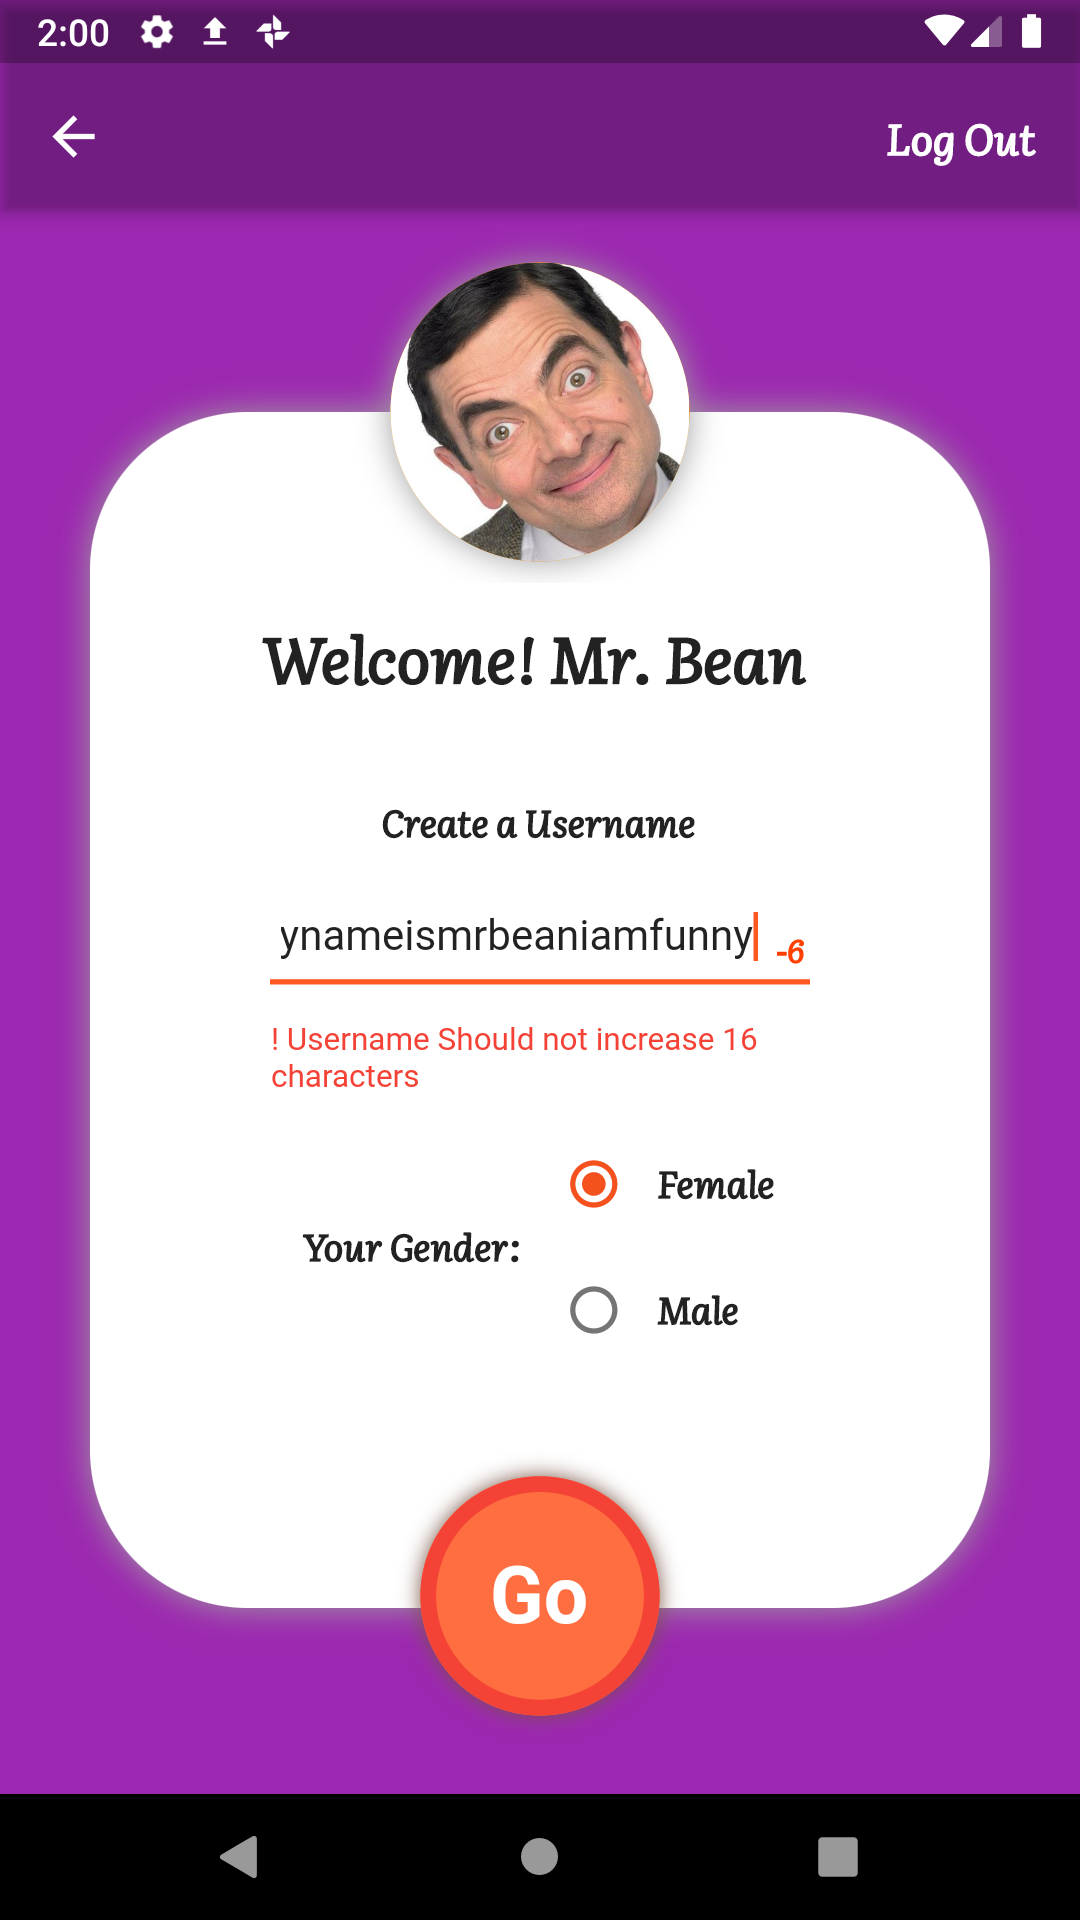 2:00
Log Out
Welcome! Mr. Bean
Create a Username
ynameismrbeaniamfunny
-6
! Username Should not increase 16
characters
Female
Your Gender:
Male
Go